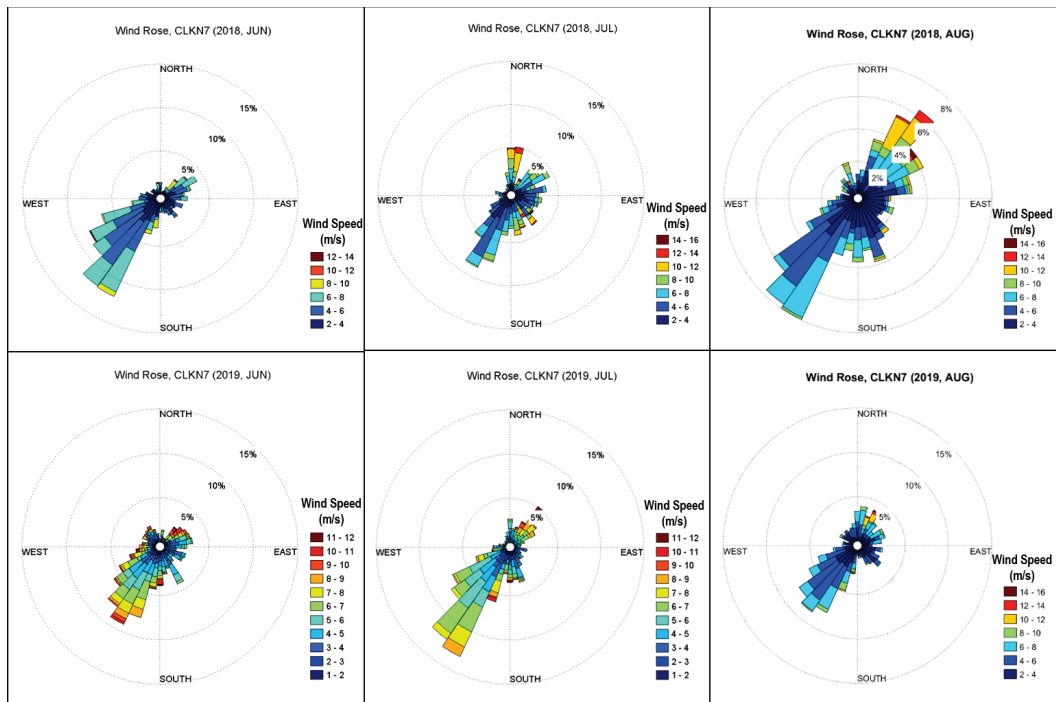 Wind Rose, CLKN7 (2018, JUN)
NORTH
15%
10%
5%
WEST
EAST
SOUTH
Wind Speed
(m/s)
12 - 14
10 - 12
8 - 10
6 - 8
4 - 6
2 - 4
Wind Rose, CLKN7 (2018, JUL)
NORTH
15%
10%
5%
WEST
EAST
SOUTH
Wind Speed
(m/s)
14 - 16
12 - 14
10 - 12
8 - 10
6 - 8
4 - 6
2 - 4
Wind Rose, CLKN7 (2018, AUG)
NORTH
8%
6%
4%
2%
WEST
EAST
SOUTH
Wind Speed
(m/s)
14 - 16
12 - 14
10 - 12
8 - 10
6 - 8
4 - 6
2 - 4
Wind Rose, CLKN7 (2019, JUN)
NORTH
15%
10%
5%
WEST
EAST
SOUTH
Wind Speed
(m/s)
11 - 12
10 - 11
9 - 10
8 - 9
7 - 8
6 - 7
5 - 6
4 - 5
3 - 4
2 - 3
1 - 2
Wind Rose, CLKN7 (2019, JUL)
NORTH
15%
10%
5%
WEST
EAST
SOUTH
Wind Speed
(m/s)
11 - 12
10 - 11
9 - 10
8 - 9
7 - 8
6 - 7
5 - 6
4 - 5
3 - 4
2 - 3
1 - 2
Wind Rose, CLKN7 (2019, AUG)
NORTH
15%
10%
5%
WEST
EAST
SOUTH
Wind Speed
(m/s)
14 - 16
12 - 14
10 - 12
8 - 10
6 - 8
4 - 6
2 - 4